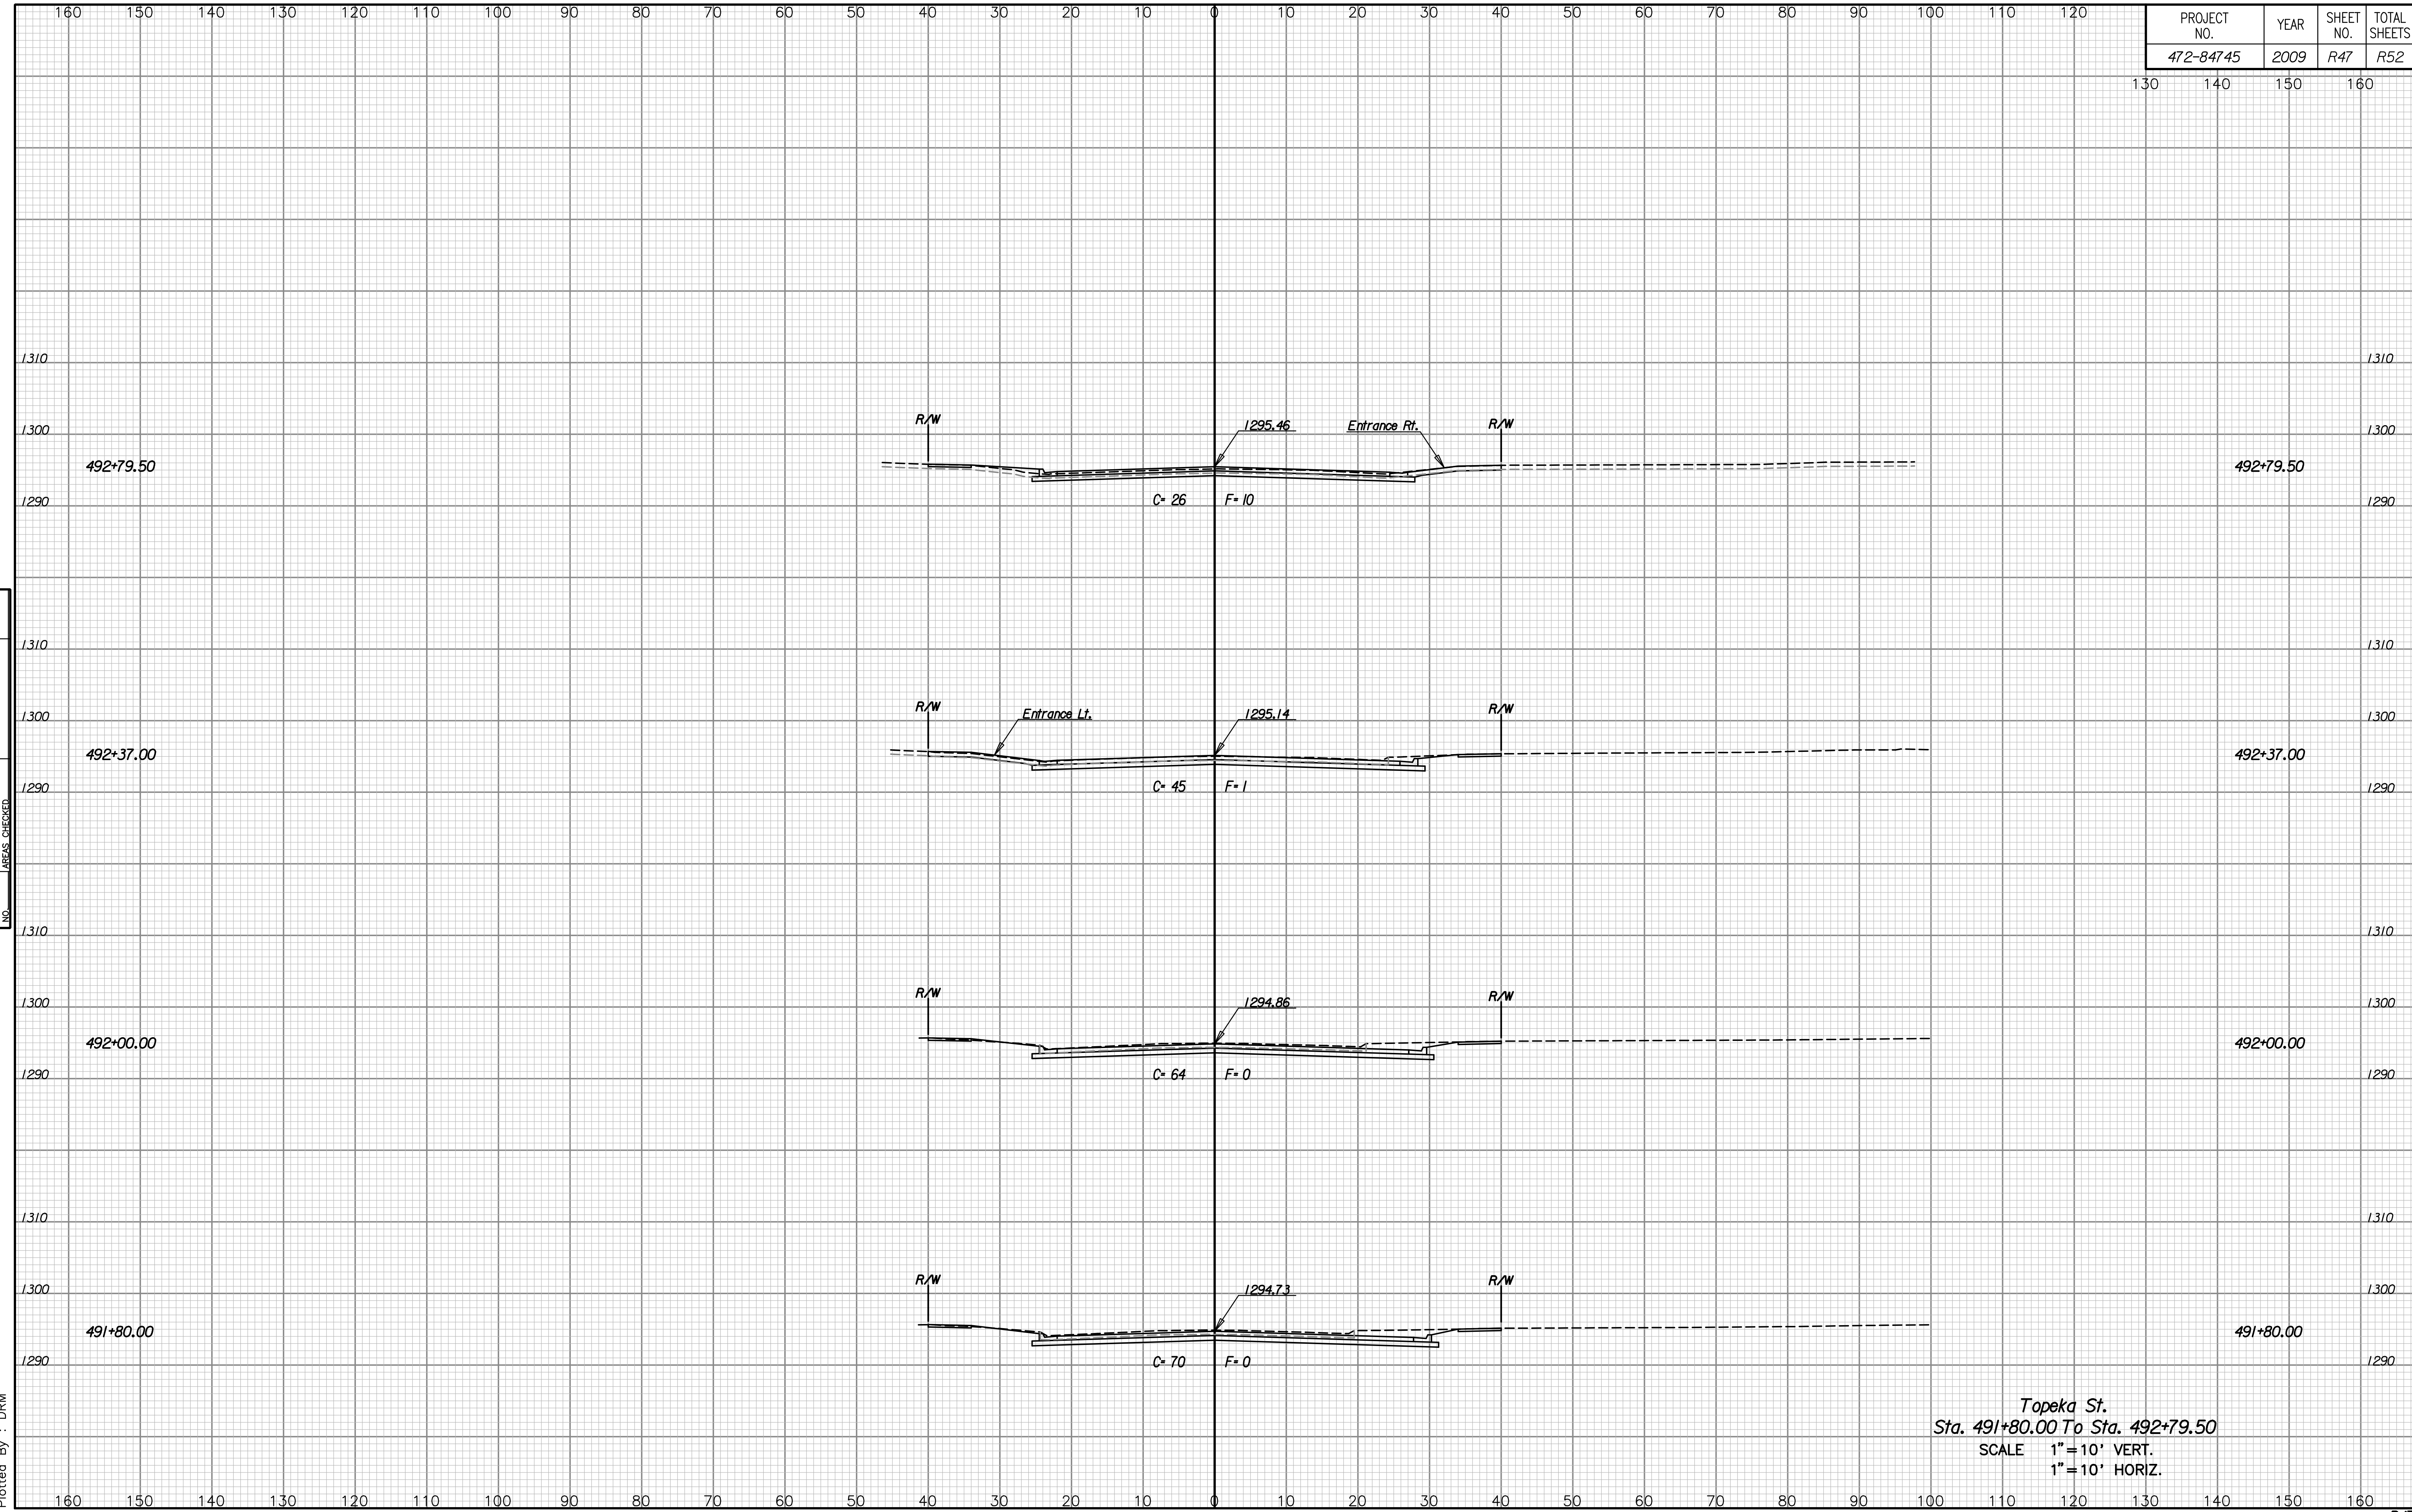 160 150 140 130 120 110 100 90 80 70 60 50 40 30 20 10 0 10 20 30 40 50 60 70 80 90 100 110 120
PROJECT NO. YEAR SHEET NO. TOTAL SHEETS
472-84745 2009 R47 R52
130 140 150 160
1310 1310
R/W 1295.46 Entrance Rt. R/W
1300 1300
492+79.50 492+79.50
C= 26 F= 10
1290 1290
1310 1310
R/W Entrance Lt. 1295.14 R/W
1300 1300
492+37.00 492+37.00
C= 45 F= 1
1290 1290
AREAS CHECKED
NO.
1310 1310
R/W 1294.86 R/W
1300 1300
492+00.00 492+00.00
C= 64 F= 0
1290 1290
1310 1310
R/W 1294.73 R/W
1300 1300
491+80.00 491+80.00
C= 70 F= 0
1290 1290
Plotted By : DRM
Topeka St.
Sta. 491+80.00 To Sta. 492+79.50
SCALE 1"=10' VERT.
1"=10' HORIZ.
160 150 140 130 120 110 100 90 80 70 60 50 40 30 20 10 0 10 20 30 40 50 60 70 80 90 100 110 120 130 140 150 160